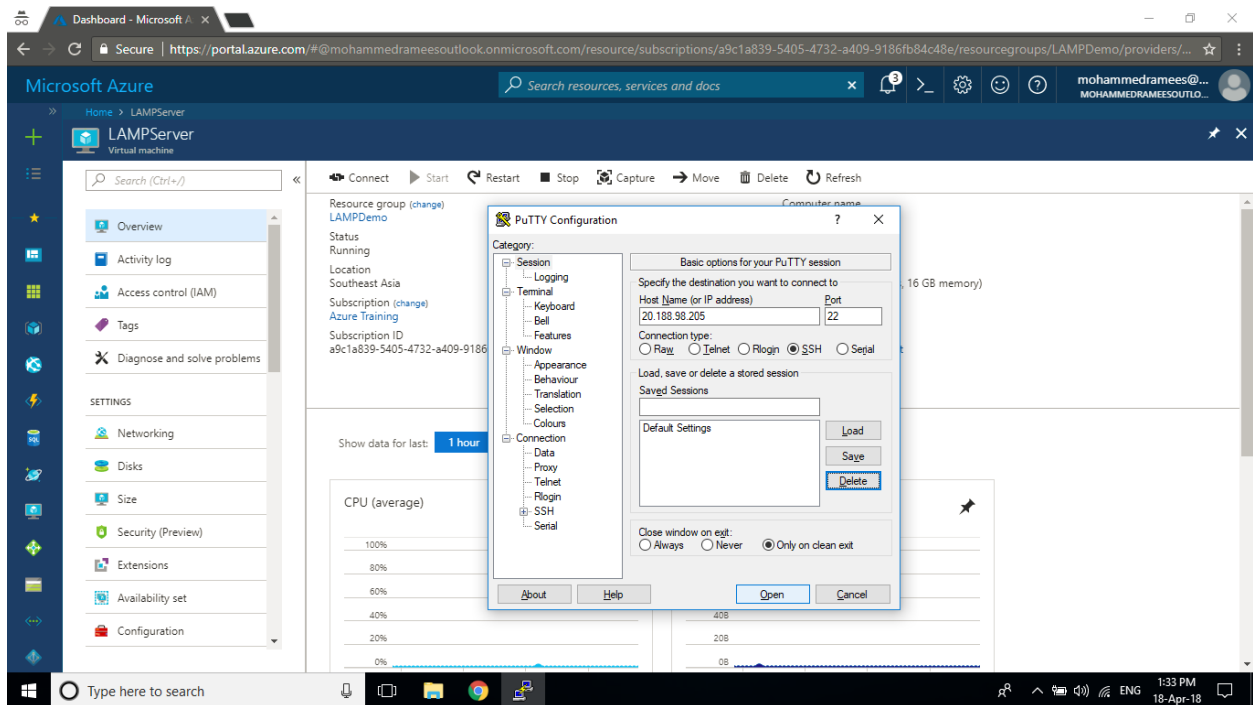 Dashboard - Microsoft A
Secure | https://portal.azure.com/#@mohammedrameesoutlook.onmicrosoft.com/resource/subscriptions/a9c1a839-5405-4732-a409-9186fb84c48e/resourcegroups/LAMPDemo/providers/...
Microsoft Azure
Search resources, services and docs
3
mohammedramees@...
MOHAMMEDRAMEESOUTLO...
Home > LAMPServer
LAMPServer
Virtual machine
Search (Ctrl+/)
Overview
Activity log
Access control (IAM)
Tags
Diagnose and solve problems
SETTINGS
Networking
Disks
Size
Security (Preview)
Extensions
Availability set
Configuration
SQL
Connect Start Restart Stop Capture Move Delete Refresh
Resource group (change)
LAMPDemo
Status
Running
Location
Southeast Asia
Subscription (change)
Azure Training
Subscription ID
a9c1a839-5405-4732-a409-9186
Computer name
, 16 GB memory)
Show data for last: 1 hour
CPU (average)
100%
80%
60%
40%
20%
0%
40B
20B
0B
PuTTY Configuration ?
Category:
Session
Logging
Terminal
Keyboard
Bell
Features
Window
Appearance
Behaviour
Translation
Selection
Colours
Connection
Data
Proxy
Telnet
Rlogin
SSH
Serial
Basic options for your PuTTY session
Specify the destination you want to connect to
Host Name (or IP address) Port
20.188.98.205 22
Connection type:
Raw Telnet Rlogin SSH Serial
Load, save or delete a stored session
Saved Sessions
Default Settings
Load
Save
Delete
Close window on exit:
Always Never Only on clean exit
About Help Open Cancel
Type here to search
ENG
1:33 PM
18-Apr-18